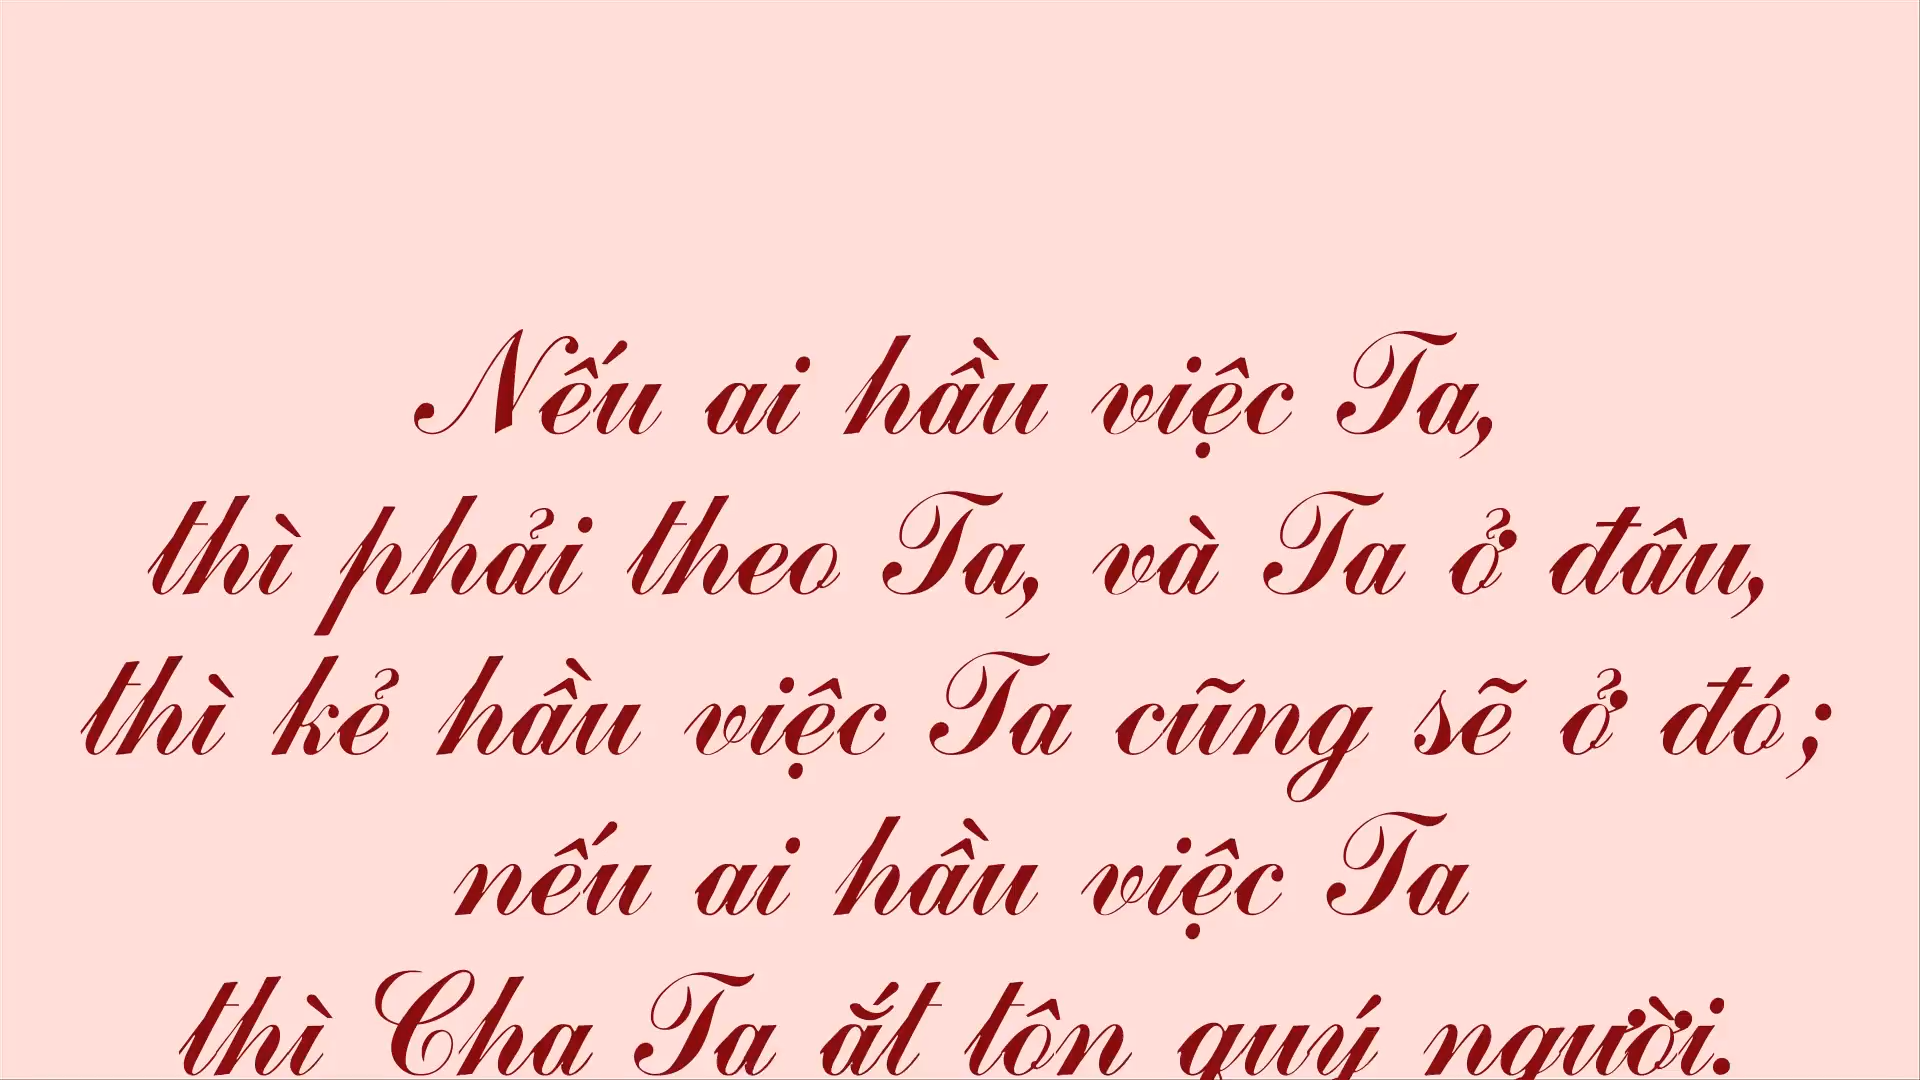 Nếu ai hầu việc Ta,
thì phải theo Ta, và Ta ở đâu,
thì kẻ hầu việc Ta cũng sẽ ở đó;
nếu ai hầu việc Ta
thì Cha Ta ắt tôn quý người.